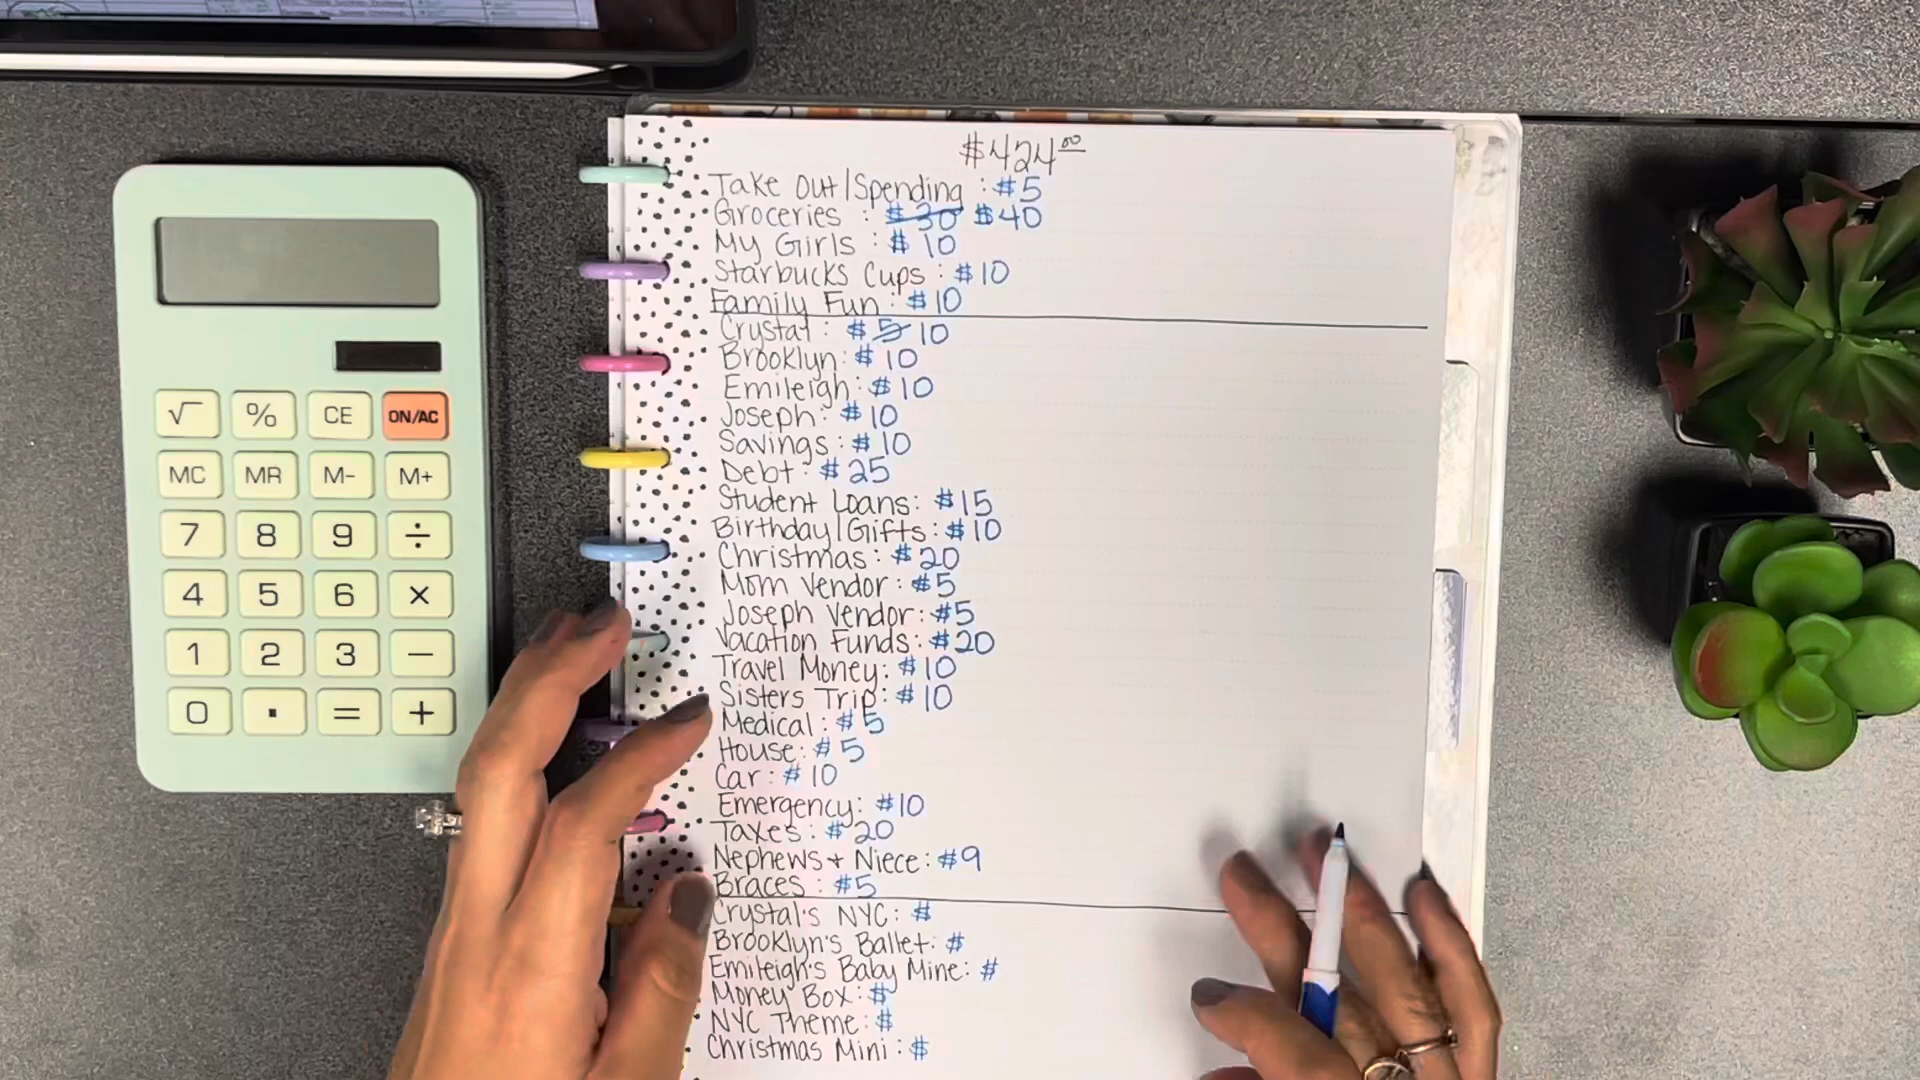 $424.00
Take Out/Spending : $5
Groceries : $30 $40
My Girls : $10
Starbucks Cups : $10
Family Fun : $10
Crystal : $5 10
Brooklyn: $10
Emileigh: $10
Joseph: $10
Savings: $10
Debt: $25
Student Loans: $15
Birthday/Gifts: $10
Christmas: $20
Mom Vendor: $5
Joseph Vendor: $5
Vacation Funds: $20
Travel Money: $10
Sisters Trip: $10
Medical: $5
House: $5
Car: $10
Emergency: $10
Taxes: $20
Nephews + Niece: $9
Braces: $5
Crystal's NYC: $
Brooklyn's Ballet: $
Emileigh's Baby Mine: $
Money Box: $
NYC Theme: $
Christmas Mini: $
√ % CE ON/AC
MC MR M- M+
7 8 9 ÷
4 5 6 ×
1 2 3 −
0 . = +